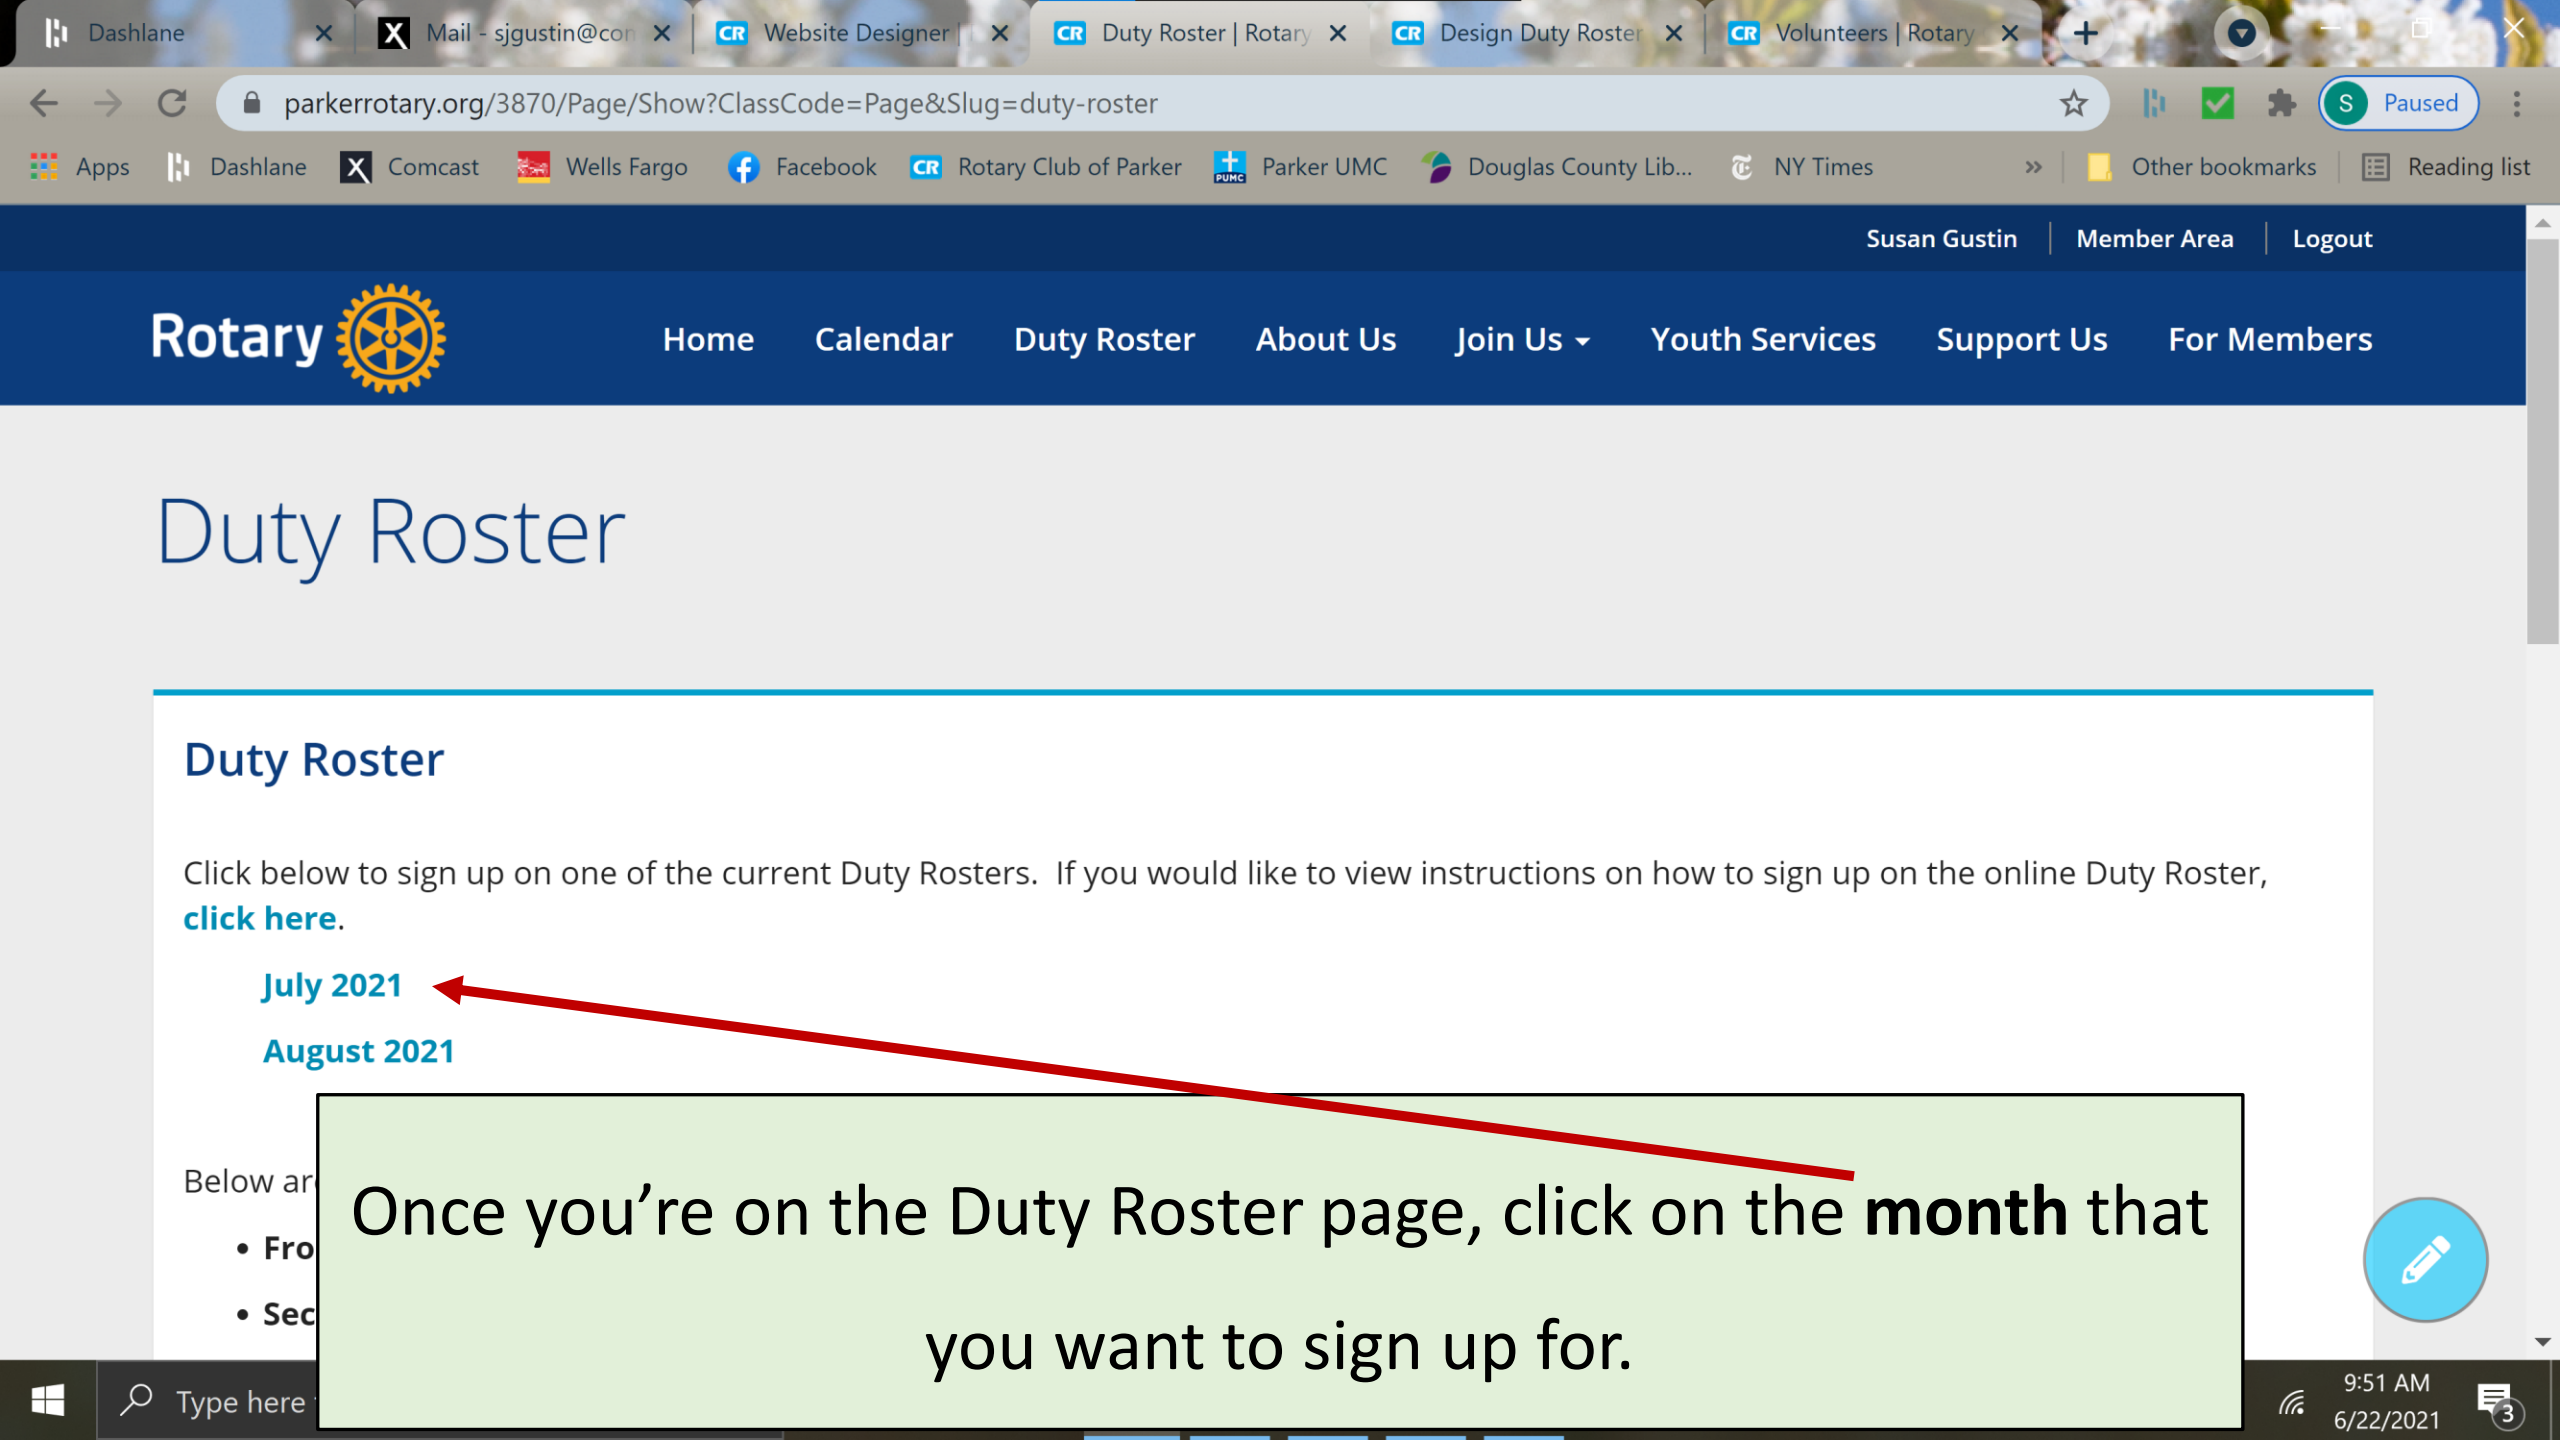 Dashlane
Mail - sjgustin@con
Website Designer |
Duty Roster | Rotary
Design Duty Roster
Volunteers | Rotary
parkerrotary.org/3870/Page/Show?ClassCode=Page&Slug=duty-roster
S Paused
Apps
Dashlane
Comcast
Wells Fargo
Facebook
CR Rotary Club of Parker
PUMC Parker UMC
Douglas County Lib...
NY Times
»
Other bookmarks
Reading list
Susan Gustin
Member Area
Logout
Rotary
Home
Calendar
Duty Roster
About Us
Join Us
Youth Services
Support Us
For Members
Duty Roster
Duty Roster
Click below to sign up on one of the current Duty Rosters.  If you would like to view instructions on how to sign up on the online Duty Roster,
click here.
July 2021
August 2021
Below ar
• Fro
• Sec
Once you’re on the Duty Roster page, click on the month that
you want to sign up for.
Type here
9:51 AM
6/22/2021
3